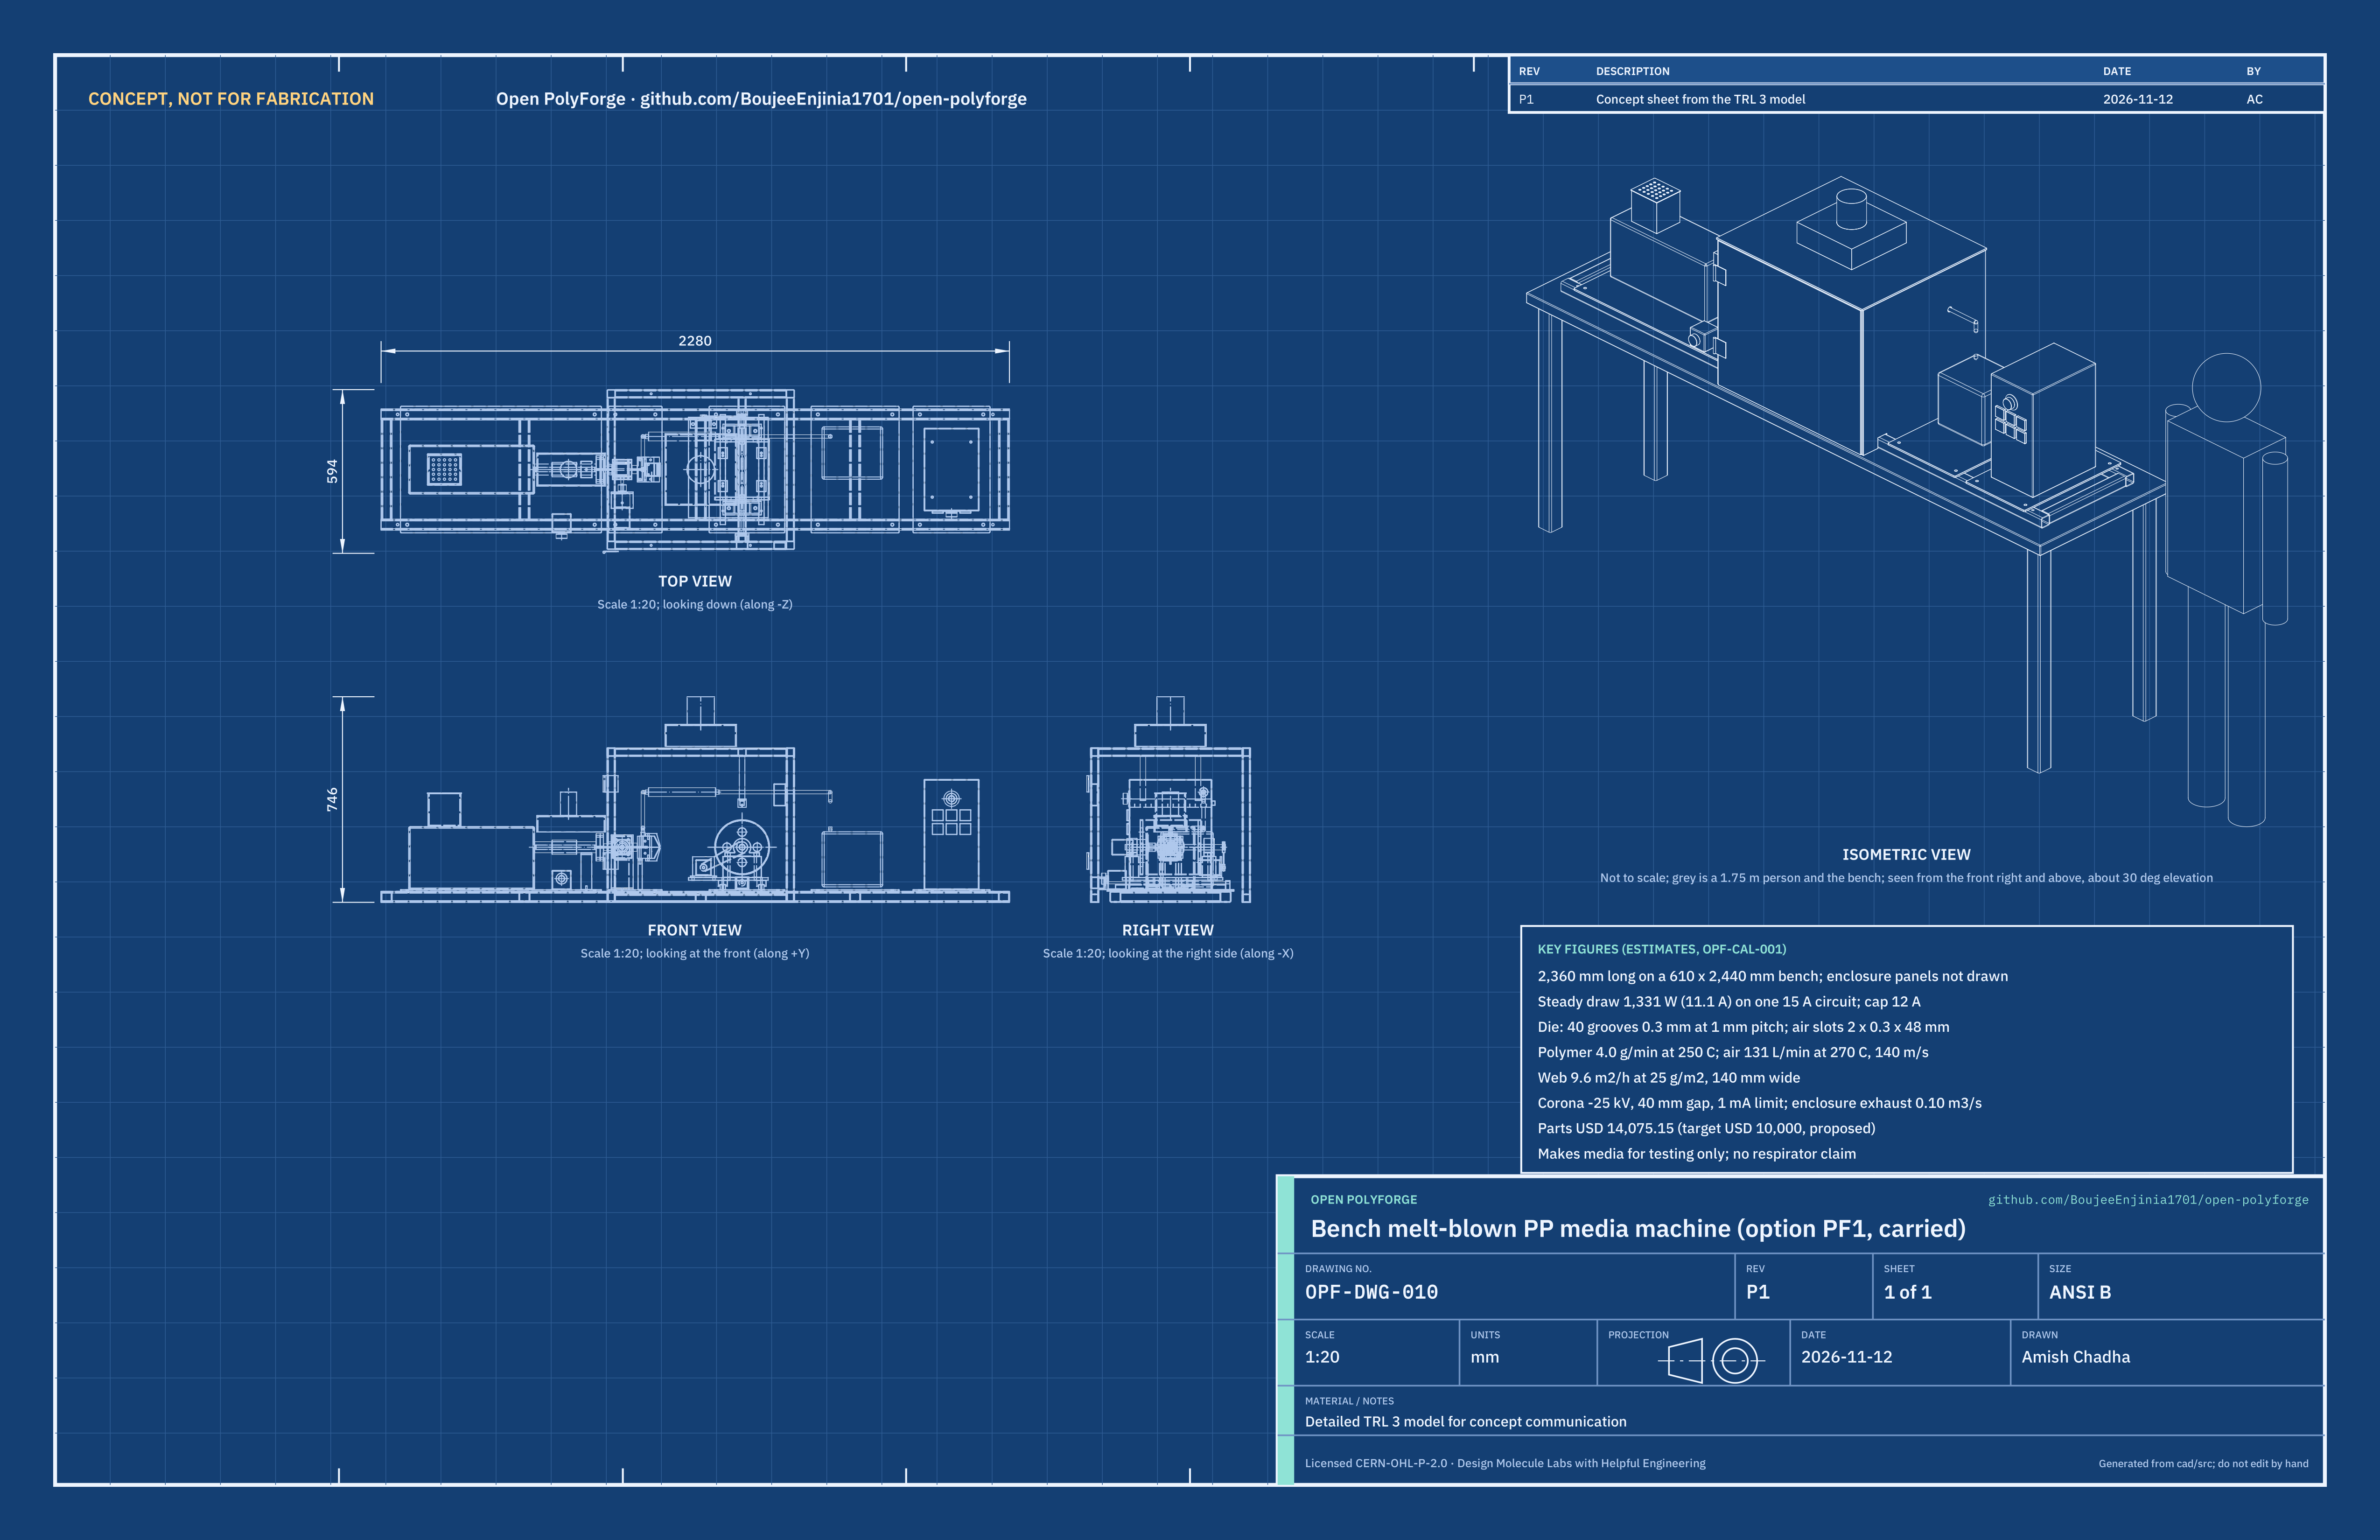 CONCEPT, NOT FOR FABRICATION
Open PolyForge · github.com/BoujeeEnjinia1701/open-polyforge
REV DESCRIPTION DATE BY
P1 Concept sheet from the TRL 3 model 2026-11-12 AC
2280
594
TOP VIEW
Scale 1:20; looking down (along -Z)
746
FRONT VIEW
Scale 1:20; looking at the front (along +Y)
RIGHT VIEW
Scale 1:20; looking at the right side (along -X)
ISOMETRIC VIEW
Not to scale; grey is a 1.75 m person and the bench; seen from the front right and above, about 30 deg elevation
KEY FIGURES (ESTIMATES, OPF-CAL-001)
2,360 mm long on a 610 x 2,440 mm bench; enclosure panels not drawn
Steady draw 1,331 W (11.1 A) on one 15 A circuit; cap 12 A
Die: 40 grooves 0.3 mm at 1 mm pitch; air slots 2 x 0.3 x 48 mm
Polymer 4.0 g/min at 250 C; air 131 L/min at 270 C, 140 m/s
Web 9.6 m2/h at 25 g/m2, 140 mm wide
Corona -25 kV, 40 mm gap, 1 mA limit; enclosure exhaust 0.10 m3/s
Parts USD 14,075.15 (target USD 10,000, proposed)
Makes media for testing only; no respirator claim
OPEN POLYFORGE github.com/BoujeeEnjinia1701/open-polyforge
Bench melt-blown PP media machine (option PF1, carried)
DRAWING NO. REV SHEET SIZE
OPF-DWG-010 P1 1 of 1 ANSI B
SCALE UNITS PROJECTION DATE DRAWN
1:20 mm 2026-11-12 Amish Chadha
MATERIAL / NOTES
Detailed TRL 3 model for concept communication
Licensed CERN-OHL-P-2.0 · Design Molecule Labs with Helpful Engineering Generated from cad/src; do not edit by hand